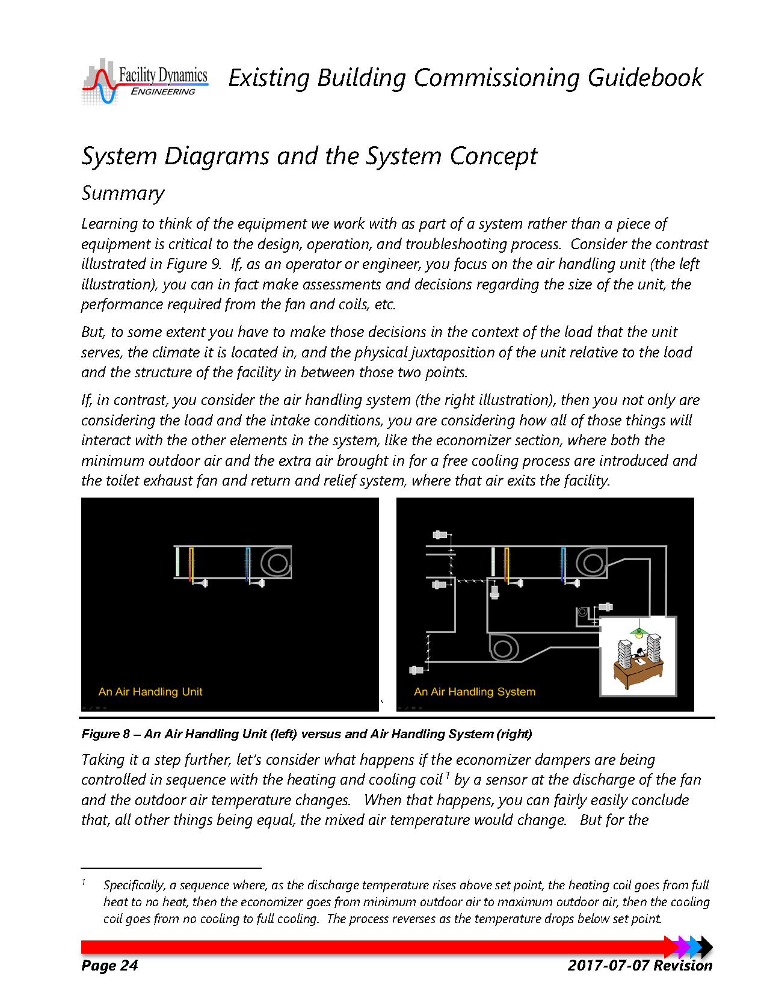 Facility Dynamics
ENGINEERING
Existing Building Commissioning Guidebook
System Diagrams and the System Concept
Summary
Learning to think of the equipment we work with as part of a system rather than a piece of
equipment is critical to the design, operation, and troubleshooting process.  Consider the contrast
illustrated in Figure 9.  If, as an operator or engineer, you focus on the air handling unit (the left
illustration), you can in fact make assessments and decisions regarding the size of the unit, the
performance required from the fan and coils, etc.
But, to some extent you have to make those decisions in the context of the load that the unit
serves, the climate it is located in, and the physical juxtaposition of the unit relative to the load
and the structure of the facility in between those two points.
If, in contrast, you consider the air handling system (the right illustration), then you not only are
considering the load and the intake conditions, you are considering how all of those things will
interact with the other elements in the system, like the economizer section, where both the
minimum outdoor air and the extra air brought in for a free cooling process are introduced and
the toilet exhaust fan and return and relief system, where that air exits the facility.
An Air Handling Unit
`
An Air Handling System
Figure 8 – An Air Handling Unit (left) versus and Air Handling System (right)
Taking it a step further, let's consider what happens if the economizer dampers are being
controlled in sequence with the heating and cooling coil 1 by a sensor at the discharge of the fan
and the outdoor air temperature changes.   When that happens, you can fairly easily conclude
that, all other things being equal, the mixed air temperature would change.   But for the
1 Specifically, a sequence where, as the discharge temperature rises above set point, the heating coil goes from full
heat to no heat, then the economizer goes from minimum outdoor air to maximum outdoor air, then the cooling
coil goes from no cooling to full cooling.  The process reverses as the temperature drops below set point.
Page 24
2017-07-07 Revision